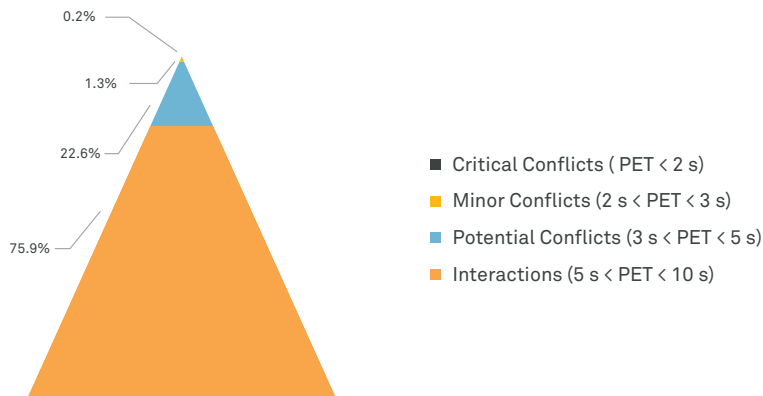 0.2%
1.3%
22.6%
75.9%
Critical Conflicts ( PET < 2 s)
Minor Conflicts (2 s < PET < 3 s)
Potential Conflicts (3 s < PET < 5 s)
Interactions (5 s < PET < 10 s)